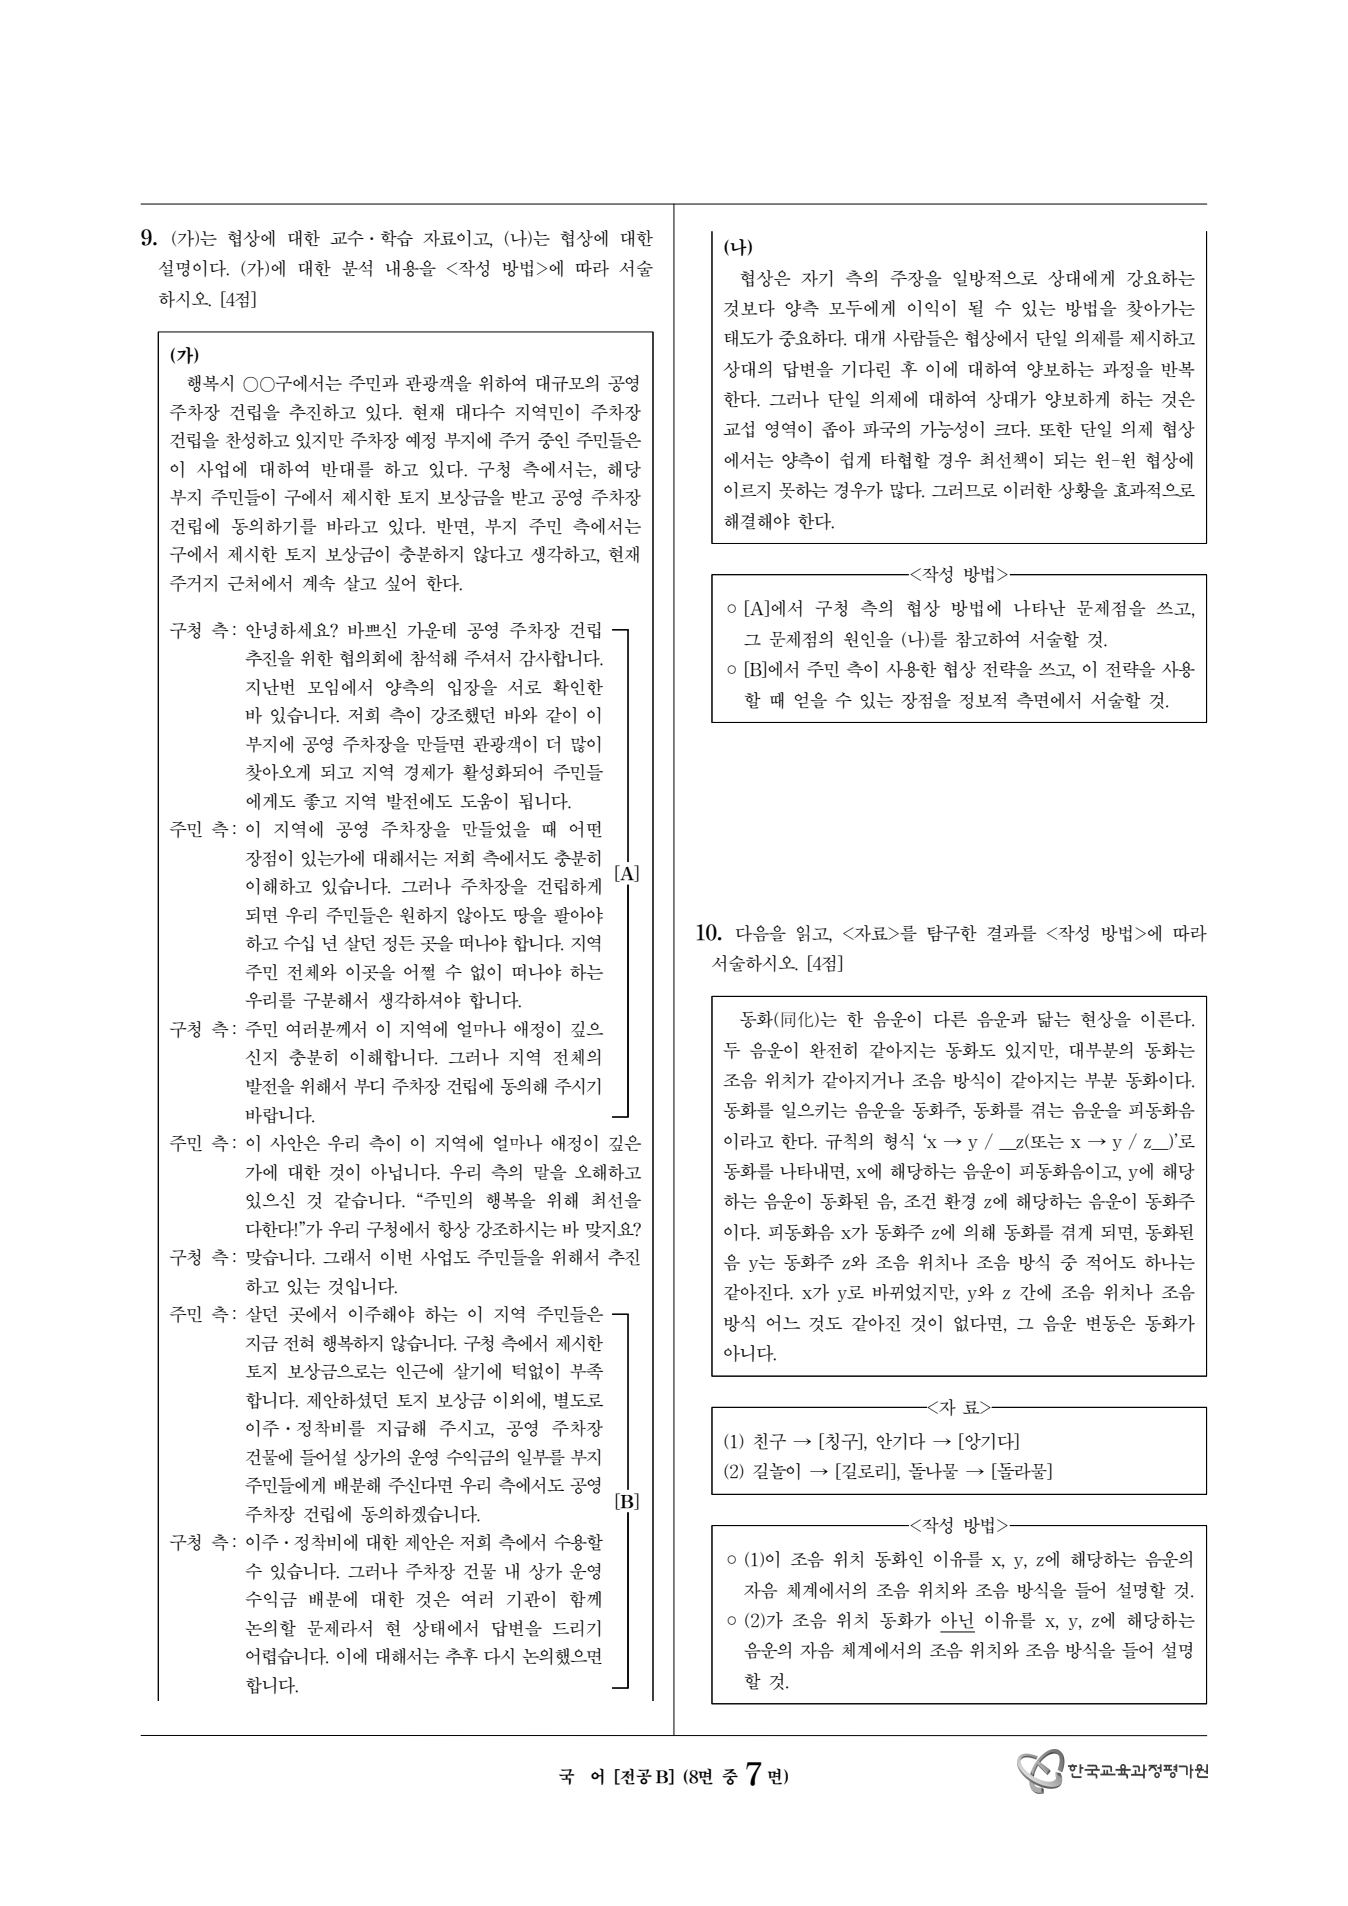 9. (가)는 협상에 대한 교수·학습 자료이고, (나)는 협상에 대한
설명이다. (가)에 대한 분석 내용을 <작성 방법>에 따라 서술
하시오. [4점]
(가)
행복시 ○○구에서는 주민과 관광객을 위하여 대규모의 공영
주차장 건립을 추진하고 있다. 현재 대다수 지역민이 주차장
건립을 찬성하고 있지만 주차장 예정 부지에 주거 중인 주민들은
이 사업에 대하여 반대를 하고 있다. 구청 측에서는, 해당
부지 주민들이 구에서 제시한 토지 보상금을 받고 공영 주차장
건립에 동의하기를 바라고 있다. 반면, 부지 주민 측에서는
구에서 제시한 토지 보상금이 충분하지 않다고 생각하고, 현재
주거지 근처에서 계속 살고 싶어 한다.
구청 측: 안녕하세요? 바쁘신 가운데 공영 주차장 건립
추진을 위한 협의회에 참석해 주셔서 감사합니다.
지난번 모임에서 양측의 입장을 서로 확인한
바 있습니다. 저희 측이 강조했던 바와 같이 이
부지에 공영 주차장을 만들면 관광객이 더 많이
찾아오게 되고 지역 경제가 활성화되어 주민들
에게도 좋고 지역 발전에도 도움이 됩니다.
주민 측: 이 지역에 공영 주차장을 만들었을 때 어떤
장점이 있는가에 대해서는 저희 측에서도 충분히
이해하고 있습니다. 그러나 주차장을 건립하게
되면 우리 주민들은 원하지 않아도 땅을 팔아야
하고 수십 년 살던 정든 곳을 떠나야 합니다. 지역
주민 전체와 이곳을 어쩔 수 없이 떠나야 하는
우리를 구분해서 생각하셔야 합니다.
구청 측: 주민 여러분께서 이 지역에 얼마나 애정이 깊으
신지 충분히 이해합니다. 그러나 지역 전체의
발전을 위해서 부디 주차장 건립에 동의해 주시기
바랍니다.
[A]
주민 측: 이 사안은 우리 측이 이 지역에 얼마나 애정이 깊은
가에 대한 것이 아닙니다. 우리 측의 말을 오해하고
있으신 것 같습니다. “주민의 행복을 위해 최선을
다한다!”가 우리 구청에서 항상 강조하시는 바 맞지요?
구청 측: 맞습니다. 그래서 이번 사업도 주민들을 위해서 추진
하고 있는 것입니다.
주민 측: 살던 곳에서 이주해야 하는 이 지역 주민들은
지금 전혀 행복하지 않습니다. 구청 측에서 제시한
토지 보상금으로는 인근에 살기에 턱없이 부족
합니다. 제안하셨던 토지 보상금 이외에, 별도로
이주·정착비를 지급해 주시고, 공영 주차장
건물에 들어설 상가의 운영 수익금의 일부를 부지
주민들에게 배분해 주신다면 우리 측에서도 공영
주차장 건립에 동의하겠습니다.
[B]
구청 측: 이주·정착비에 대한 제안은 저희 측에서 수용할
수 있습니다. 그러나 주차장 건물 내 상가 운영
수익금 배분에 대한 것은 여러 기관이 함께
논의할 문제라서 현 상태에서 답변을 드리기
어렵습니다. 이에 대해서는 추후 다시 논의했으면
합니다.
(나)
협상은 자기 측의 주장을 일방적으로 상대에게 강요하는
것보다 양측 모두에게 이익이 될 수 있는 방법을 찾아가는
태도가 중요하다. 대개 사람들은 협상에서 단일 의제를 제시하고
상대의 답변을 기다린 후 이에 대하여 양보하는 과정을 반복
한다. 그러나 단일 의제에 대하여 상대가 양보하게 하는 것은
교섭 영역이 좁아 파국의 가능성이 크다. 또한 단일 의제 협상
에서는 양측이 쉽게 타협할 경우 최선책이 되는 윈-윈 협상에
이르지 못하는 경우가 많다. 그러므로 이러한 상황을 효과적으로
해결해야 한다.
<작성 방법>
○ [A]에서 구청 측의 협상 방법에 나타난 문제점을 쓰고,
그 문제점의 원인을 (나)를 참고하여 서술할 것.
○ [B]에서 주민 측이 사용한 협상 전략을 쓰고, 이 전략을 사용
할 때 얻을 수 있는 장점을 정보적 측면에서 서술할 것.
10. 다음을 읽고, <자료>를 탐구한 결과를 <작성 방법>에 따라
서술하시오. [4점]
동화(同化)는 한 음운이 다른 음운과 닮는 현상을 이른다.
두 음운이 완전히 같아지는 동화도 있지만, 대부분의 동화는
조음 위치가 같아지거나 조음 방식이 같아지는 부분 동화이다.
동화를 일으키는 음운을 동화주, 동화를 겪는 음운을 피동화음
이라고 한다. 규칙의 형식 ‘x → y / __z(또는 x → y / z__)’로
동화를 나타내면, x에 해당하는 음운이 피동화음이고, y에 해당
하는 음운이 동화된 음, 조건 환경 z에 해당하는 음운이 동화주
이다. 피동화음 x가 동화주 z에 의해 동화를 겪게 되면, 동화된
음 y는 동화주 z와 조음 위치나 조음 방식 중 적어도 하나는
같아진다. x가 y로 바뀌었지만, y와 z 간에 조음 위치나 조음
방식 어느 것도 같아진 것이 없다면, 그 음운 변동은 동화가
아니다.
<자 료>
(1) 친구 → [칭구], 안기다 → [앙기다]
(2) 길놀이 → [길로리], 돌나물 → [돌라물]
<작성 방법>
○ (1)이 조음 위치 동화인 이유를 x, y, z에 해당하는 음운의
자음 체계에서의 조음 위치와 조음 방식을 들어 설명할 것.
○ (2)가 조음 위치 동화가 아닌 이유를 x, y, z에 해당하는
음운의 자음 체계에서의 조음 위치와 조음 방식을 들어 설명
할 것.
국 어 [전공 B] (8면 중 7 면)
한국교육과정평가원